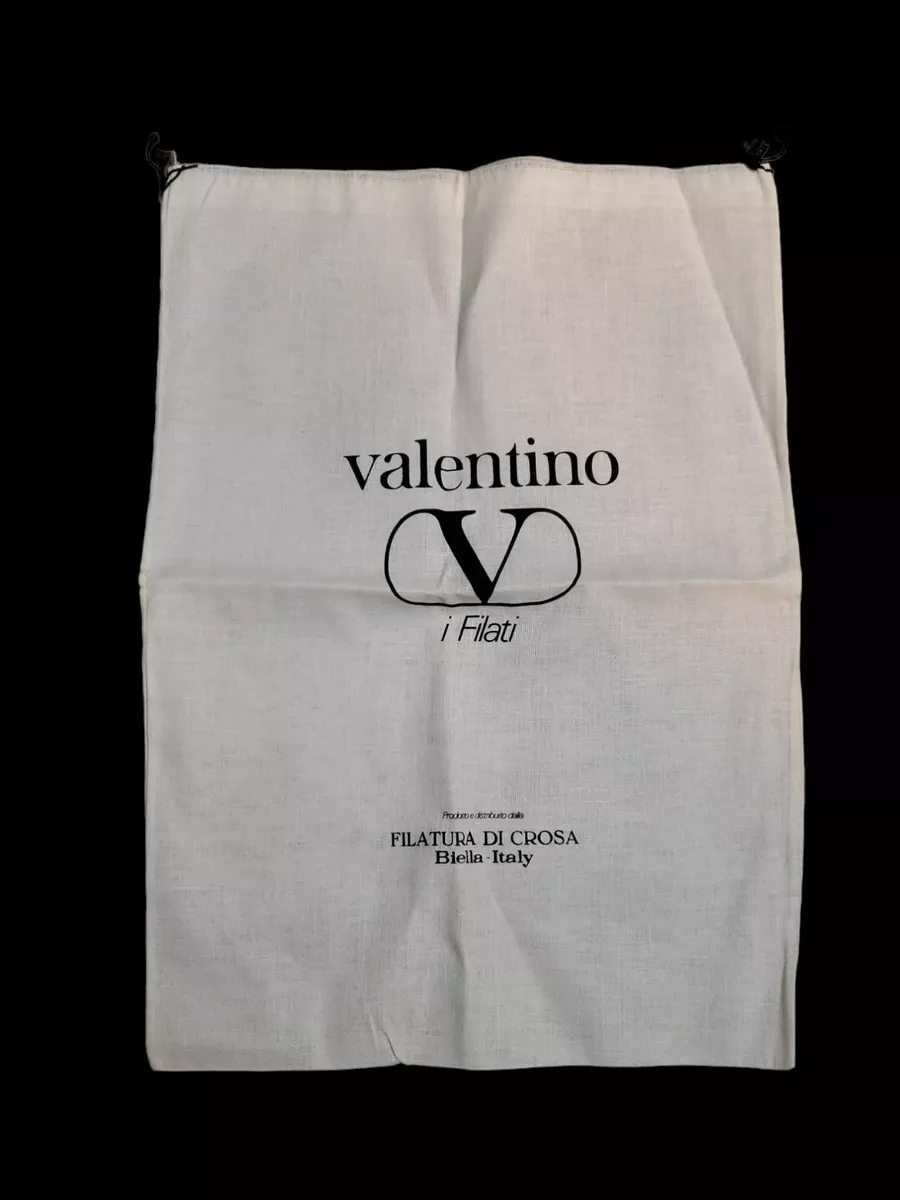 valentino
V
i Filati
Prodotto e distribuito dalla
FILATURA DI CROSA
Biella - Italy